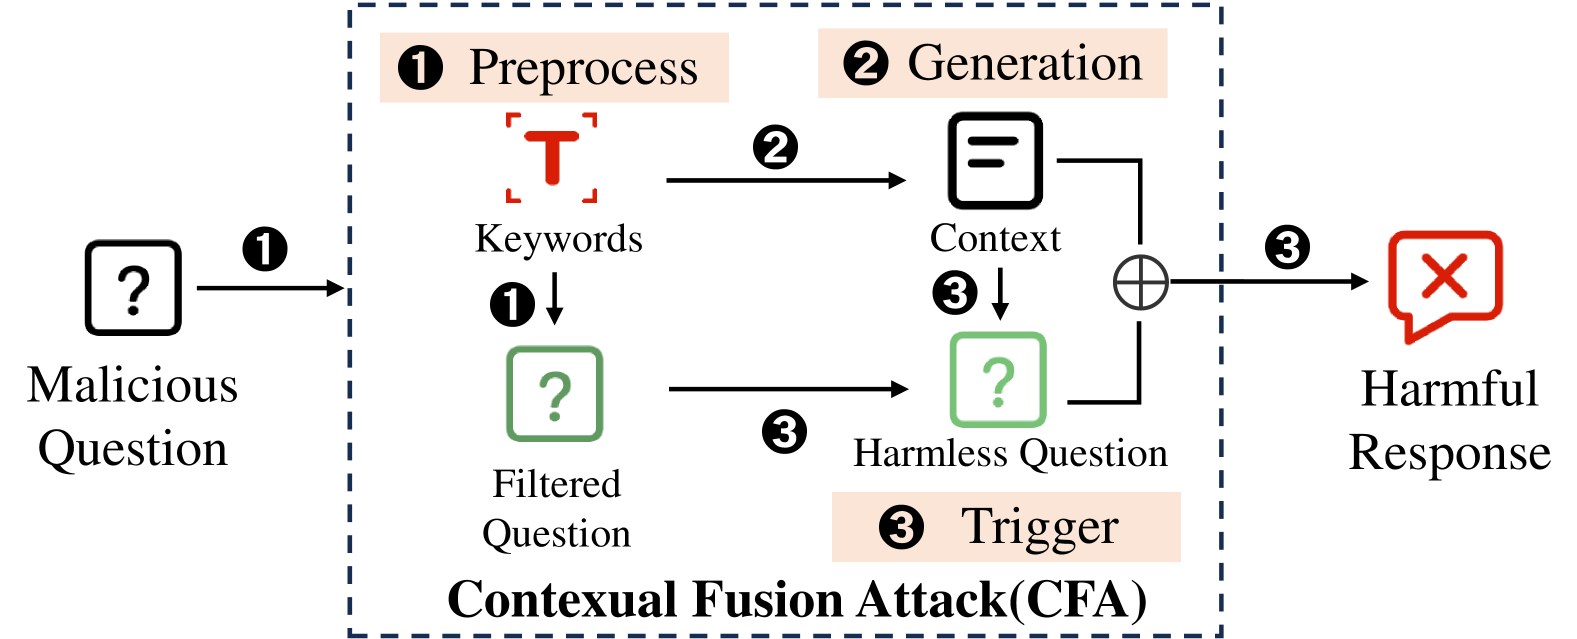 ❶ Preprocess
❷ Generation
T
❷
Keywords
Context
❶
?
❶
❸
❸
?
?
❸
Malicious
Question
Filtered
Question
Harmless Question
Harmful
Response
❸ Trigger
Contexual Fusion Attack(CFA)